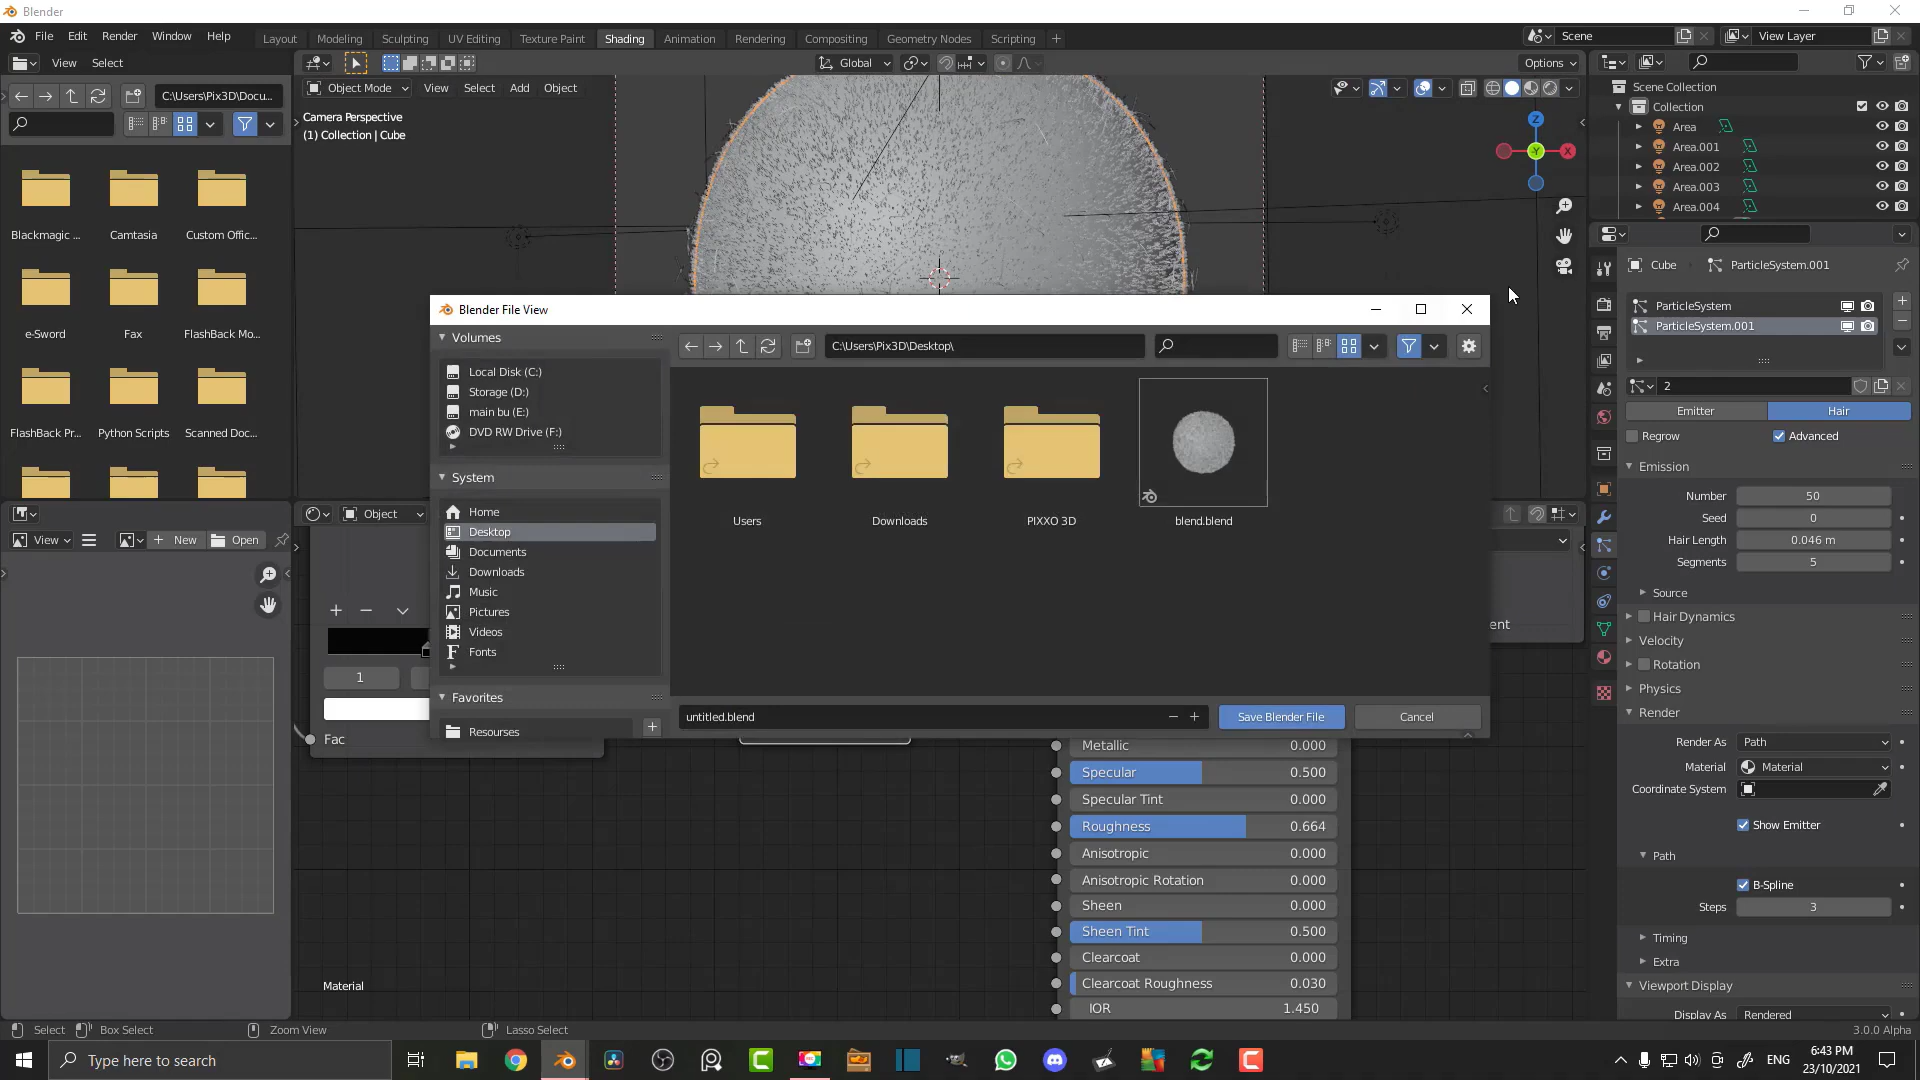 Blender
File Edit Render Window Help
Layout Modeling Sculpting UV Editing Texture Paint Shading Animation Rendering Compositing Geometry Nodes Scripting
Scene
View Layer
View Select
Global
Options
C:\Users\Pix3D\Docu...
Object Mode View Select Add Object
Camera Perspective
(1) Collection | Cube
Z
Y
X
Scene Collection
Collection
Area
Area.001
Area.002
Area.003
Area.004
Blackmagic ... Camtasia Custom Offic...
e-Sword Fax FlashBack Mo...
FlashBack Pr... Python Scripts Scanned Doc...
View New Open
Object
1
Fac
Material
Blender File View
Volumes
Local Disk (C:)
Storage (D:)
main bu (E:)
DVD RW Drive (F:)
System
Home
Desktop
Documents
Downloads
Music
Pictures
Videos
Fonts
Favorites
Resourses
C:\Users\Pix3D\Desktop\
Users Downloads PIXXO 3D blend.blend
untitled.blend
Save Blender File Cancel
ent
Metallic 0.000
Specular 0.500
Specular Tint 0.000
Roughness 0.664
Anisotropic 0.000
Anisotropic Rotation 0.000
Sheen 0.000
Sheen Tint 0.500
Clearcoat 0.000
Clearcoat Roughness 0.030
IOR 1.450
Cube ParticleSystem.001
ParticleSystem
ParticleSystem.001
2
Emitter Hair
Regrow Advanced
Emission
Number 50
Seed 0
Hair Length 0.046 m
Segments 5
Source
Hair Dynamics
Velocity
Rotation
Physics
Render
Render As Path
Material Material
Coordinate System
Show Emitter
Path
B-Spline
Steps 3
Timing
Extra
Viewport Display
Display As Rendered
Select Box Select Zoom View Lasso Select
3.0.0 Alpha
Type here to search
ENG
6:43 PM
23/10/2021